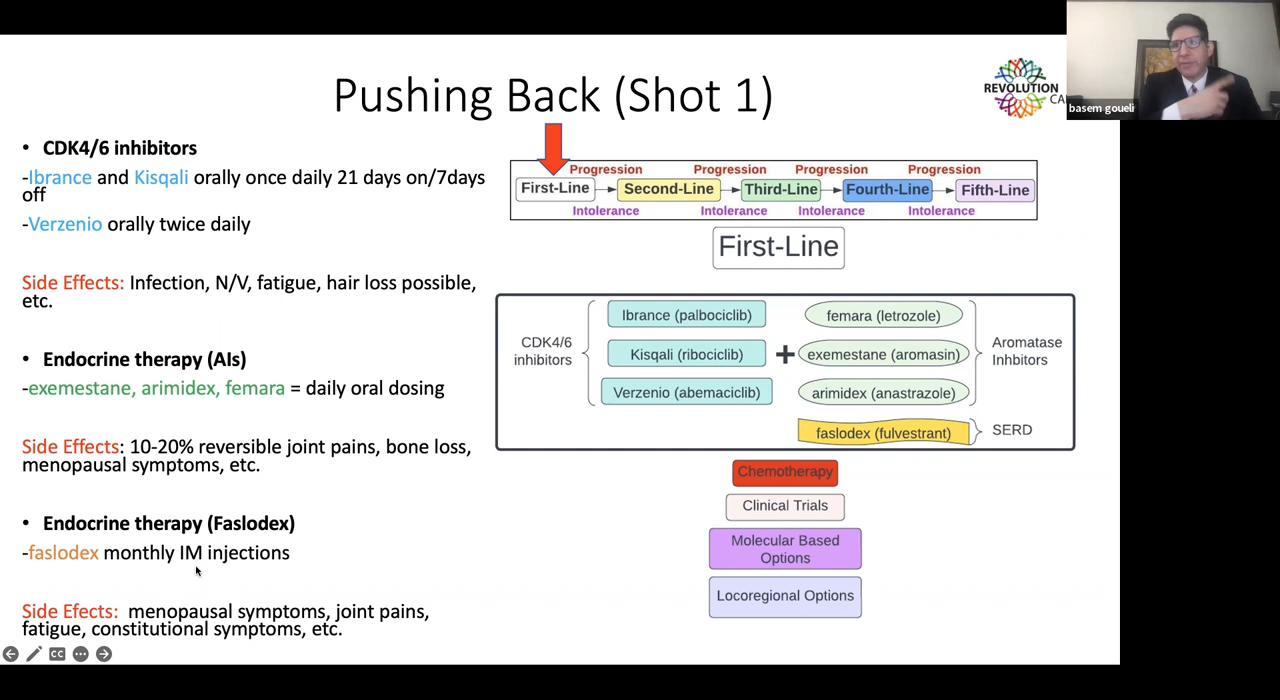 Pushing Back (Shot 1)
REVOLUTION
CA
basem goueli
• CDK4/6 inhibitors
-Ibrance and Kisqali orally once daily 21 days on/7days
off
-Verzenio orally twice daily
Side Effects: Infection, N/V, fatigue, hair loss possible,
etc.
• Endocrine therapy (AIs)
-exemestane, arimidex, femara = daily oral dosing
Side Effects: 10-20% reversible joint pains, bone loss,
menopausal symptoms, etc.
• Endocrine therapy (Faslodex)
-faslodex monthly IM injections
Side Efects: menopausal symptoms, joint pains,
fatigue, constitutional symptoms, etc.
Progression Progression Progression Progression
First-Line Second-Line Third-Line Fourth-Line Fifth-Line
Intolerance Intolerance Intolerance Intolerance
First-Line
CDK4/6
inhibitors
Ibrance (palbociclib)
Kisqali (ribociclib)
Verzenio (abemaciclib)
+
femara (letrozole)
exemestane (aromasin)
arimidex (anastrazole)
Aromatase
Inhbitors
faslodex (fulvestrant)
SERD
Chemotherapy
Clinical Trials
Molecular Based
Options
Locoregional Options
CC